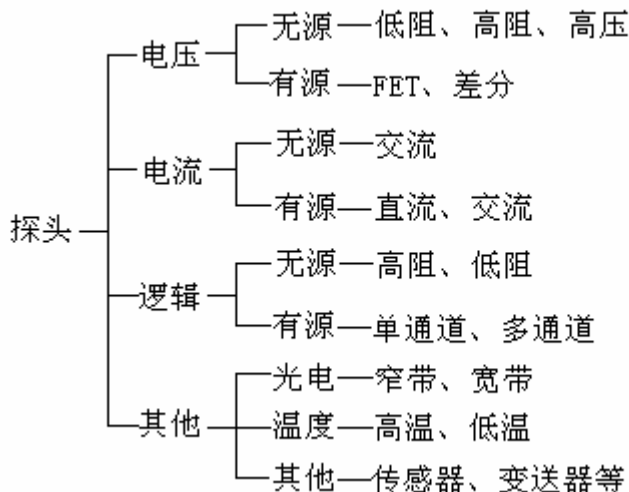 无源—低阻、高阻、高压
电压
有源—FET、差分
无源—交流
电流
有源—直流、交流
探头
无源—高阻、低阻
逻辑
有源—单通道、多通道
光电—窄带、宽带
其他
温度—高温、低温
其他—传感器、变送器等